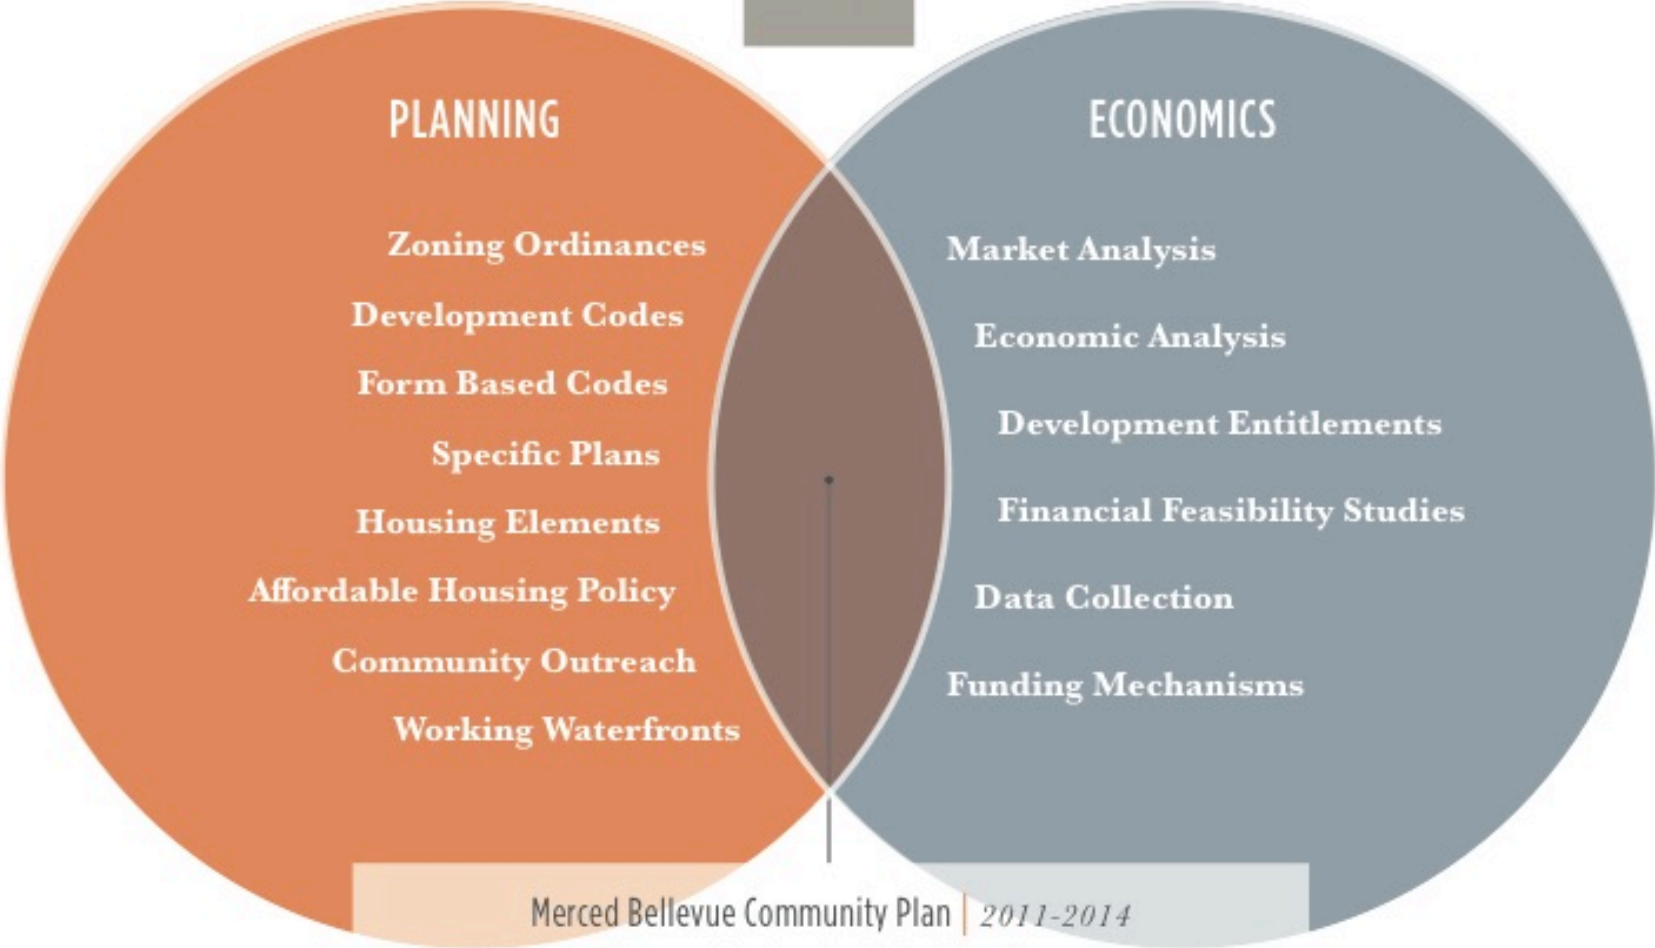 PLANNING
Zoning Ordinances
Development Codes
Form Based Codes
Specific Plans
Housing Elements
Affordable Housing Policy
Community Outreach
Working Waterfronts
ECONOMICS
Market Analysis
Economic Analysis
Development Entitlements
Financial Feasibility Studies
Data Collection
Funding Mechanisms
Merced Bellevue Community Plan | 2011-2014